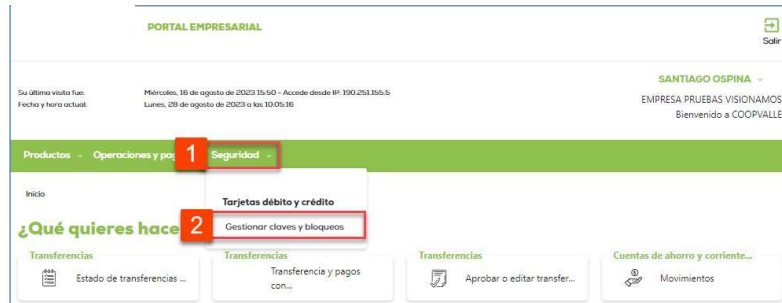 PORTAL EMPRESARIAL
Salir
SANTIAGO OSPINA
Su última visita fue: Miércoles, 16 de agosto de 2023 15:50 - Accede desde IP: 190.251.155.5
Fecha y hora actual: Lunes, 28 de agosto de 2023 a las 10:05:16
EMPRESA PRUEBAS VISIONAMOS
Bienvenido a COOPVALLE
Productos Operaciones y pag 1 Seguridad
Inicio
Tarjetas débito y crédito
¿Qué quieres hace 2 Gestionar claves y bloqueos
Transferencias Transferencias Transferencias Cuentas de ahorro y corriente...
Estado de transferencias ... Transferencia y pagos con... Aprobar o editar transfer... Movimientos